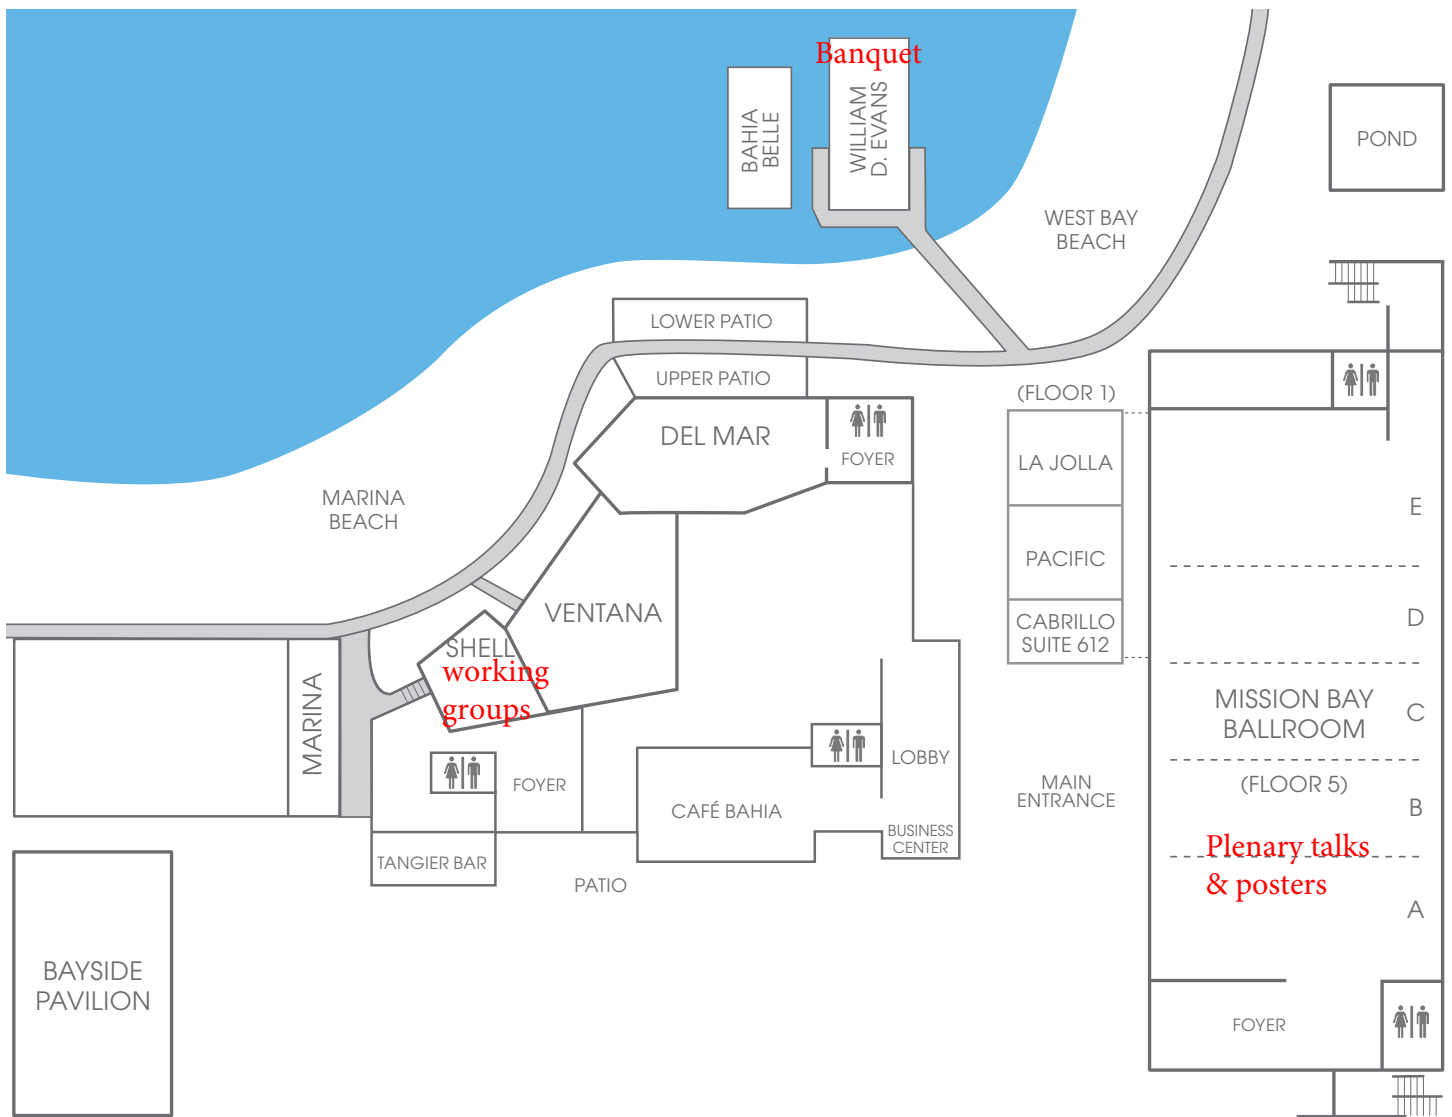 Banquet
BAHIA
BELLE
WILLIAM
D. EVANS
POND
WEST BAY
BEACH
LOWER PATIO
UPPER PATIO
(FLOOR 1)
DEL MAR
FOYER
LA JOLLA
MARINA
BEACH
E
PACIFIC
VENTANA
CABRILLO
SUITE 612
D
SHELL
working
groups
MARINA
MISSION BAY
BALLROOM
C
LOBBY
FOYER
MAIN
ENTRANCE
(FLOOR 5)
CAFÉ BAHIA
B
BUSINESS
CENTER
Plenary talks
& posters
TANGIER BAR
PATIO
A
BAYSIDE
PAVILION
FOYER